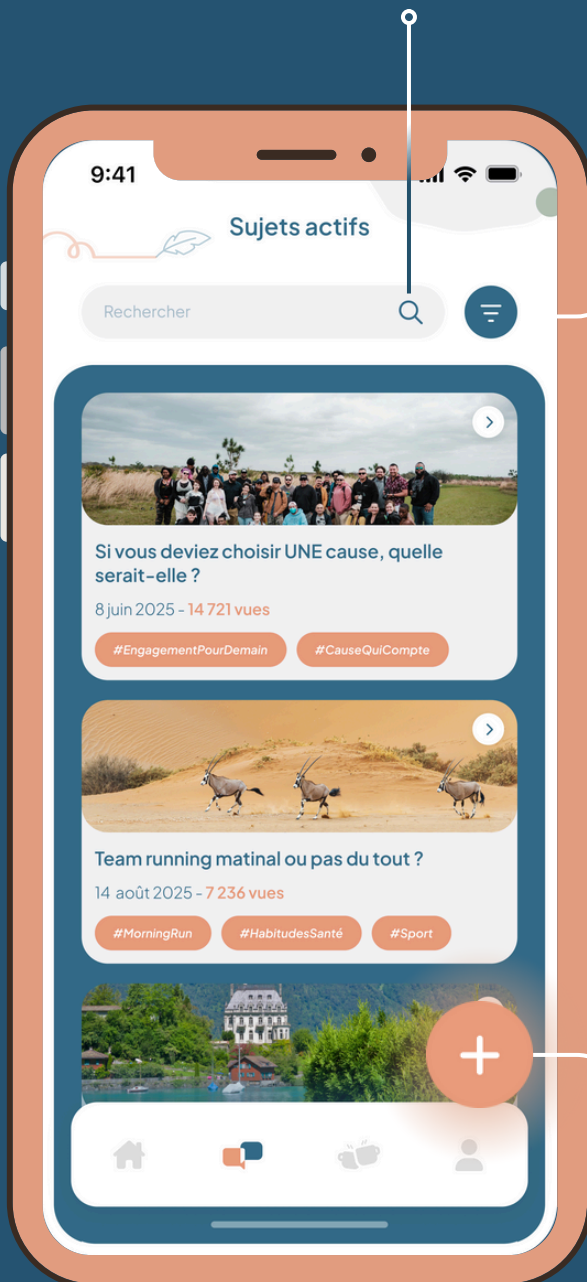 9:41
Sujets actifs
Rechercher
Si vous deviez choisir UNE cause, quelle
serait-elle ?
8 juin 2025 - 14 721 vues
#EngagementPourDemain #CauseQuiCompte
Team running matinal ou pas du tout ?
14 août 2025 - 7 236 vues
#MorningRun #HabitudesSanté #Sport